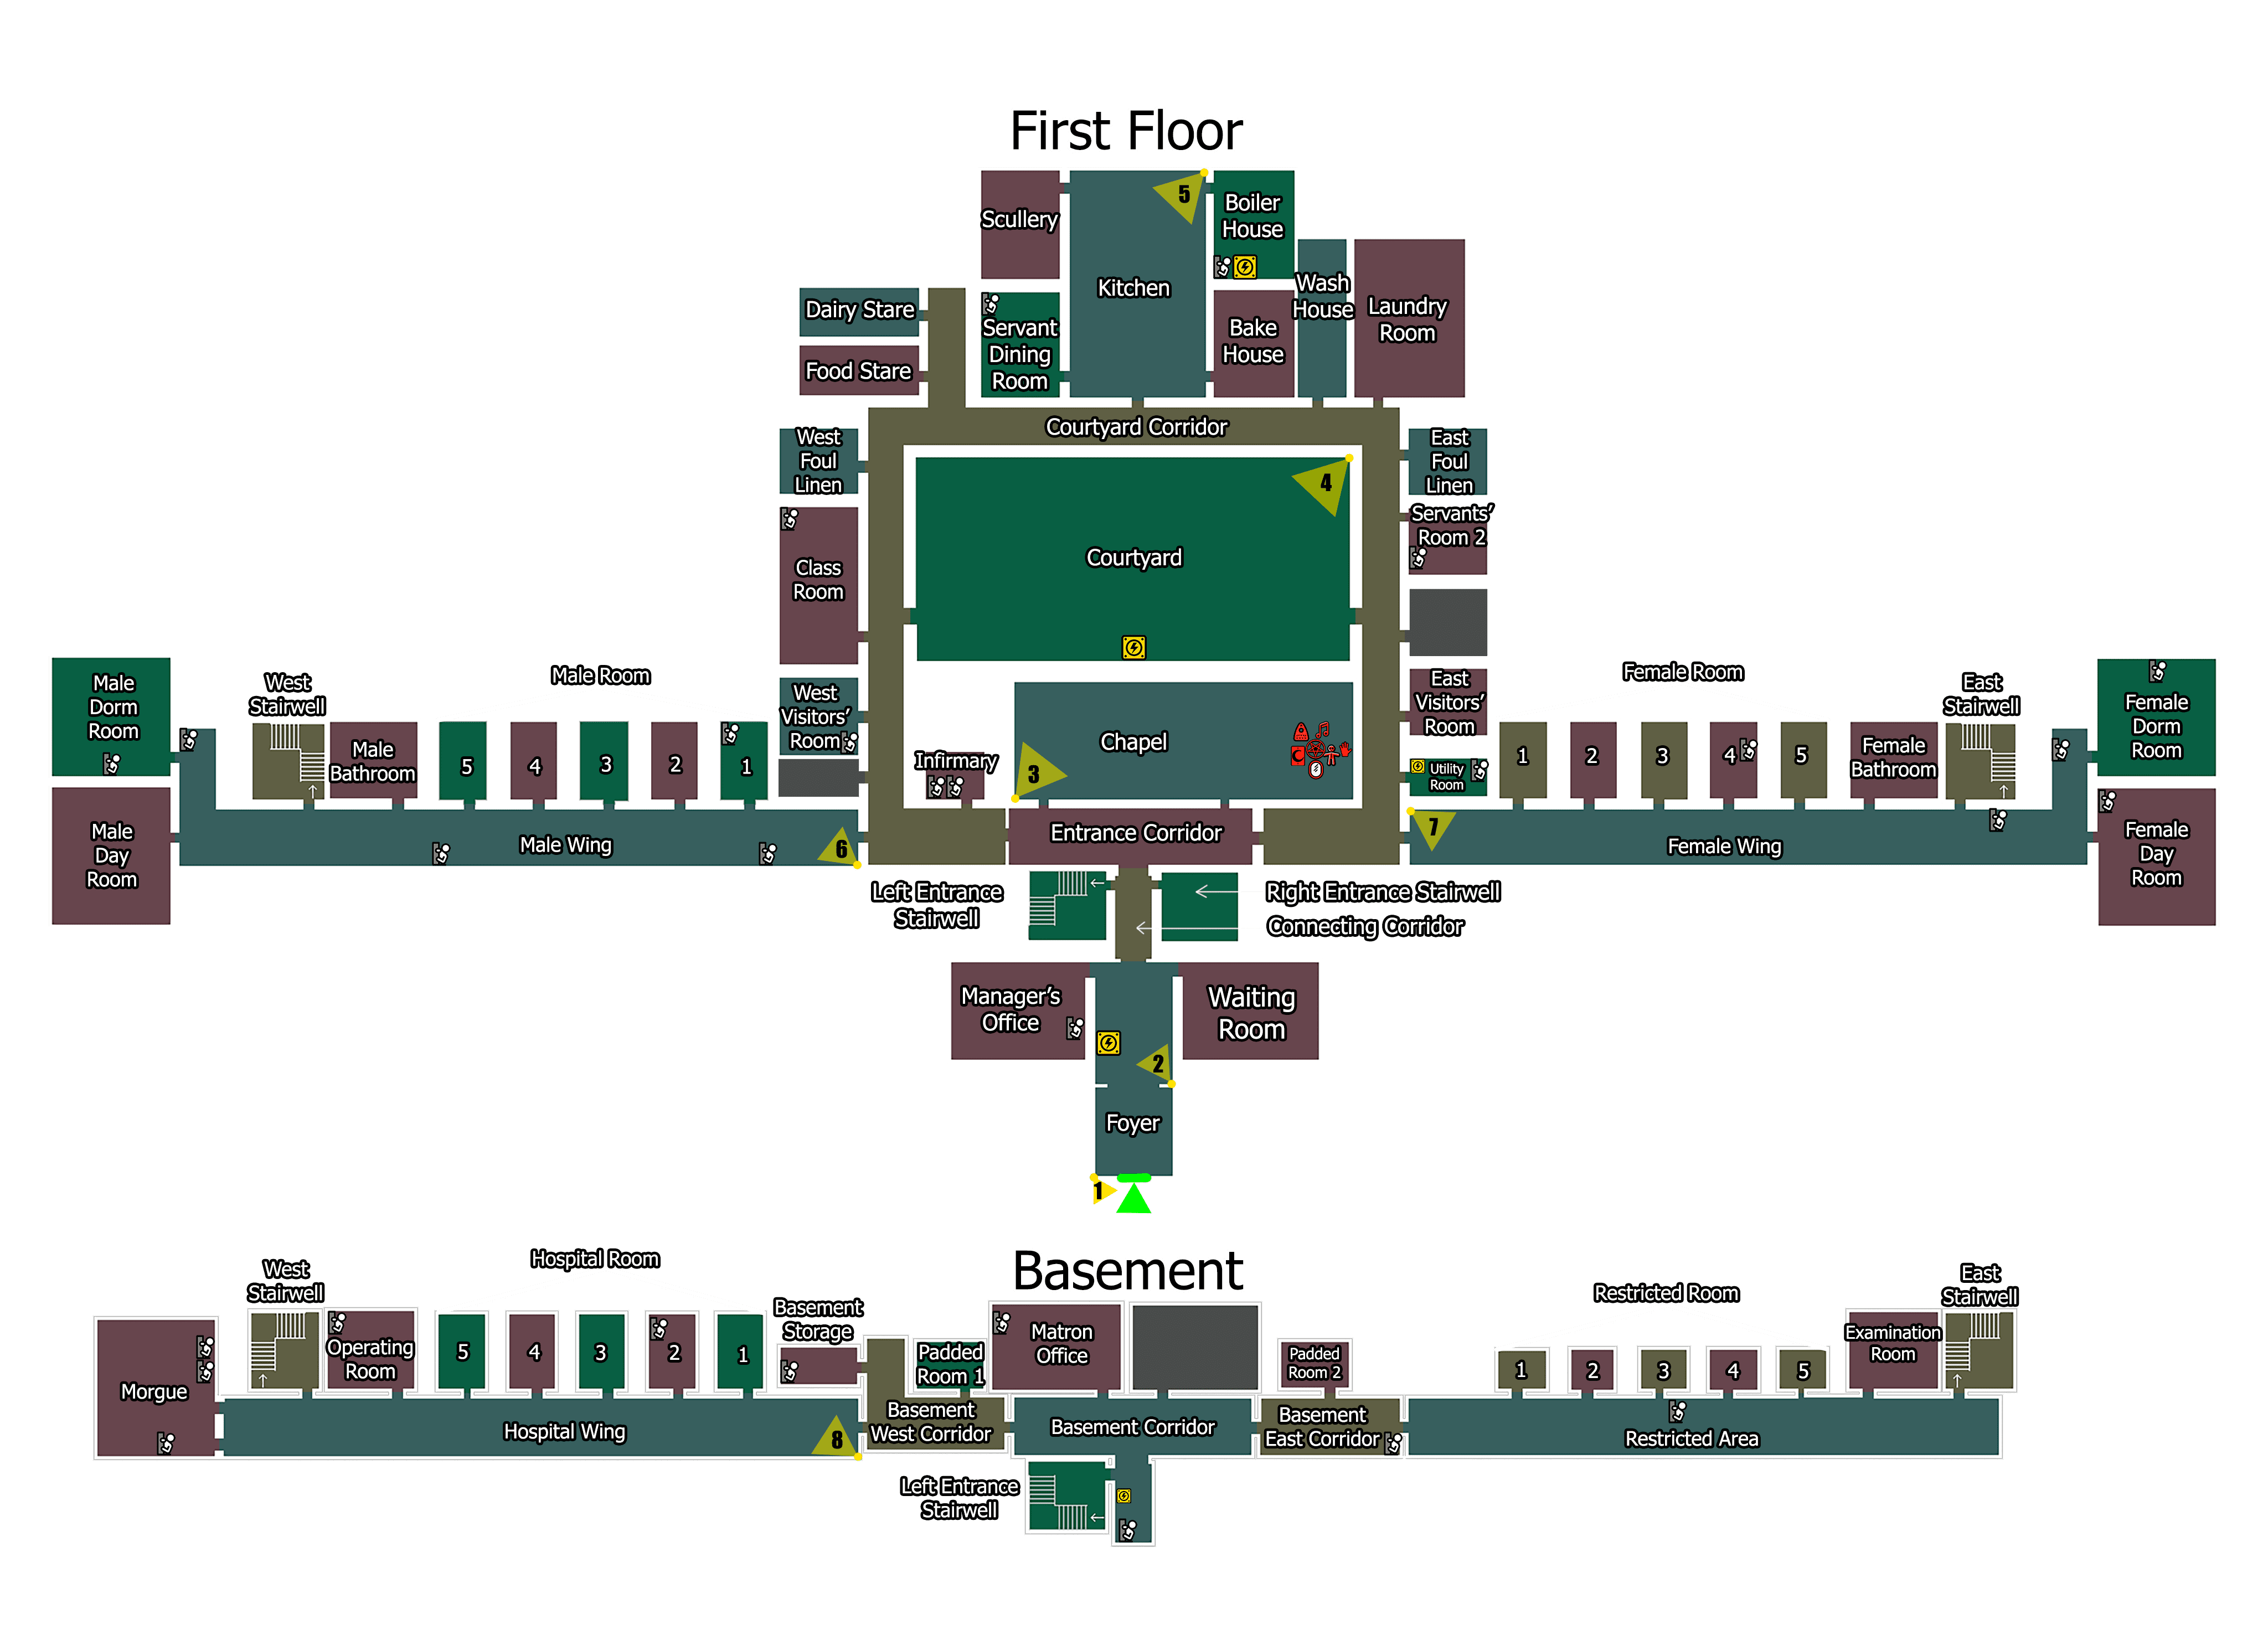 First Floor
5
Scullery
Boiler
House
Kitchen
Wash
House
Dairy Stare
Servant
Dining
Room
Bake
House
Laundry
Room
Food Stare
Courtyard Corridor
West
Foul
Linen
East
Foul
Linen
4
Servants'
Room 2
Class
Room
Courtyard
Male Room
Female Room
Male
Dorm
Room
West
Stairwell
West
Visitors'
Room
East
Visitors'
Room
East
Stairwell
Female
Dorm
Room
Male
Bathroom
5
4
3
2
1
Infirmary
3
Chapel
Utility
Room
1
2
3
4
5
Female
Bathroom
Male
Day
Room
Male Wing
6
Entrance Corridor
7
Female Wing
Female
Day
Room
Left Entrance
Stairwell
Right Entrance Stairwell
Connecting Corridor
Manager's
Office
Waiting
Room
2
Foyer
1
Basement
Hospital Room
West
Stairwell
Basement
Storage
Restricted Room
East
Stairwell
Morgue
Operating
Room
5
4
3
2
1
Padded
Room 1
Matron
Office
Padded
Room 2
1
2
3
4
5
Examination
Room
Hospital Wing
8
Basement
West Corridor
Basement Corridor
Basement
East Corridor
Restricted Area
Left Entrance
Stairwell